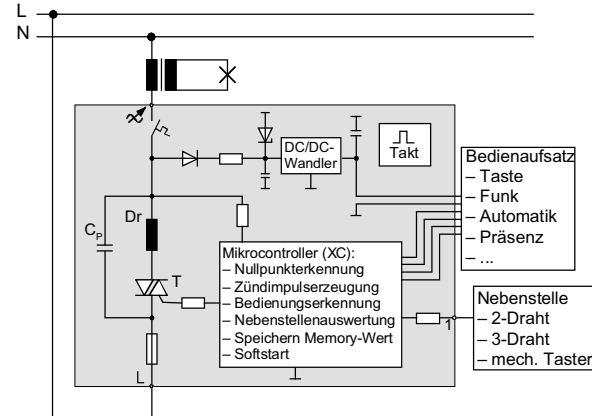 L
N
DC/DC-
Wandler
Takt
Bedienaufsatz
– Taste
– Funk
– Automatik
– Präsenz
– ...
Dr
CP
T
Mikrocontroller (XC):
– Nullpunkterkennung
– Zündimpulserzeugung
– Bedienungserkennung
– Nebenstellenauswertung
– Speichern Memory-Wert
– Softstart
1
Nebenstelle
– 2-Draht
– 3-Draht
– mech. Taster
L